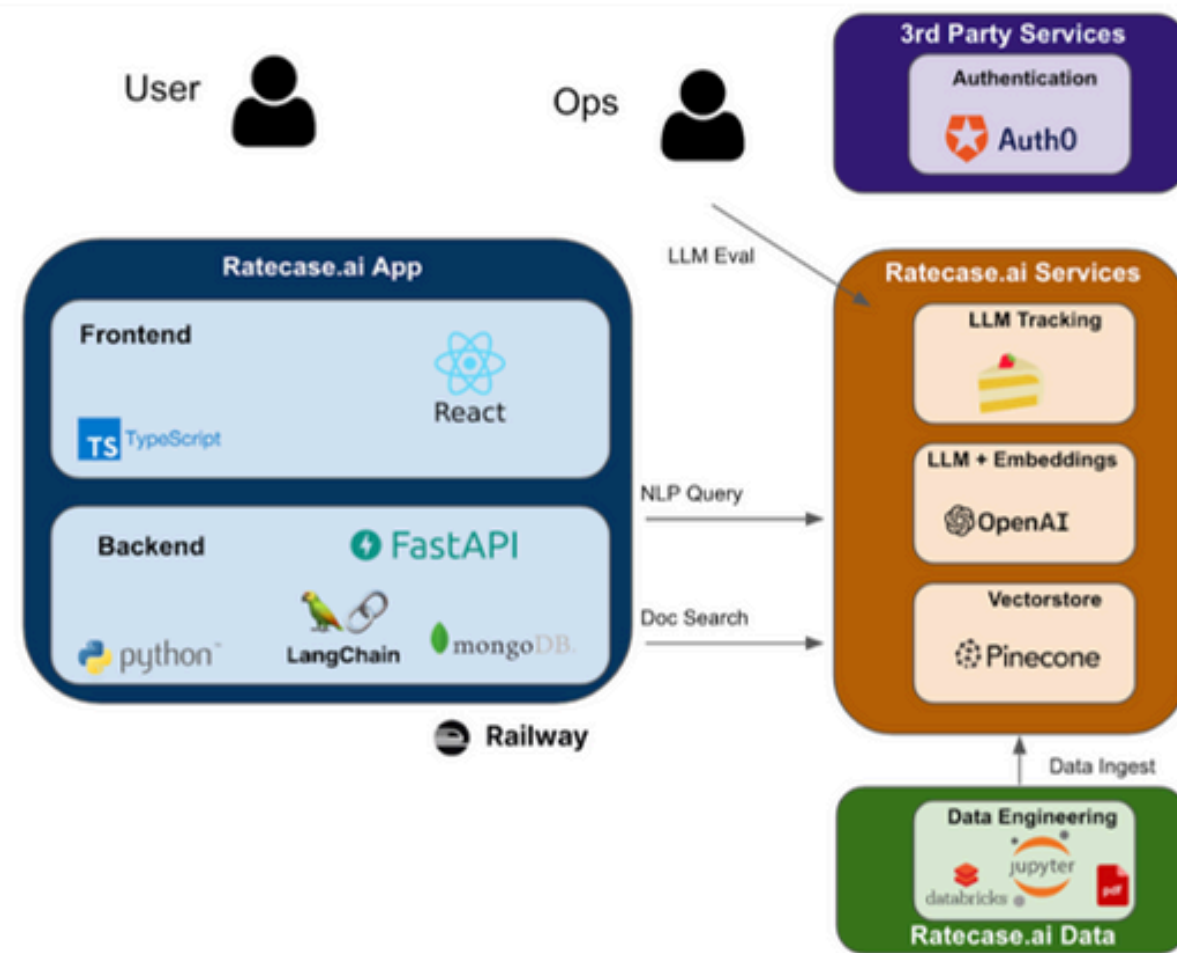 User
Ops
3rd Party Services
Authentication
Auth0
LLM Eval
Ratecase.ai App
Frontend
React
TS TypeScript
Backend
FastAPI
python™
LangChain
mongoDB.
Railway
NLP Query
Doc Search
Ratecase.ai Services
LLM Tracking
LLM + Embeddings
OpenAI
Vectorstore
Pinecone
Data Ingest
Data Engineering
jupyter
databricks
pdf
Ratecase.ai Data